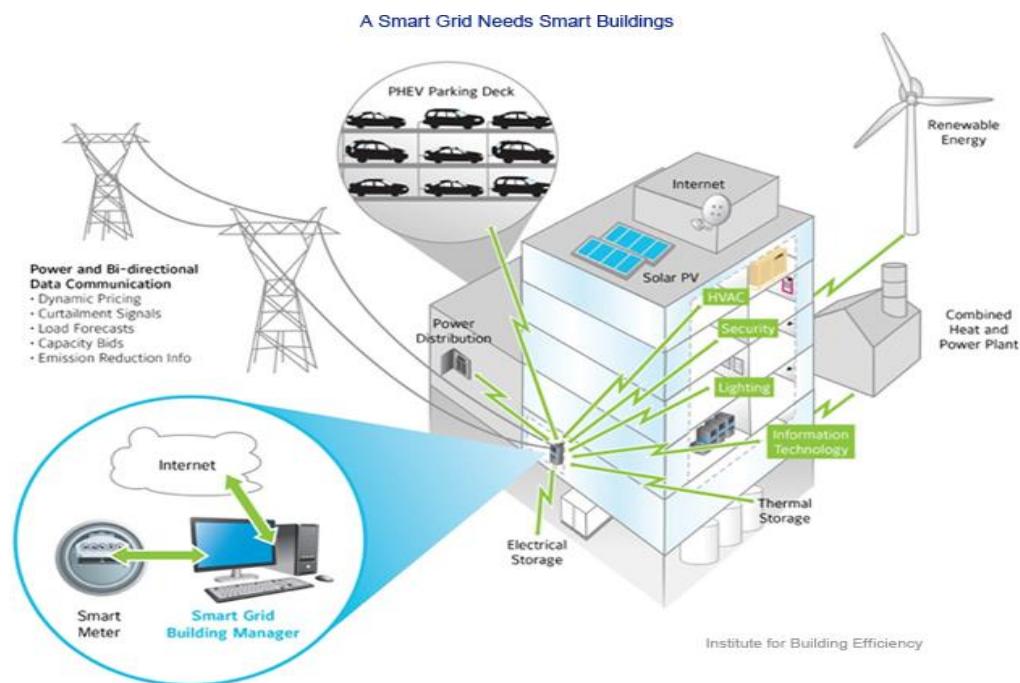 A Smart Grid Needs Smart Buildings
PHEV Parking Deck
Renewable
Energy
Internet
Solar PV
Power and Bi-directional
Data Communication
• Dynamic Pricing
• Curtailment Signals
• Load Forecasts
• Capacity Bids
• Emission Reduction Info
Power
Distribution
HVAC
Security
Lighting
Information
Technology
Combined
Heat and
Power Plant
Thermal
Storage
Electrical
Storage
Internet
Smart
Meter
Smart Grid
Building Manager
Institute for Building Efficiency